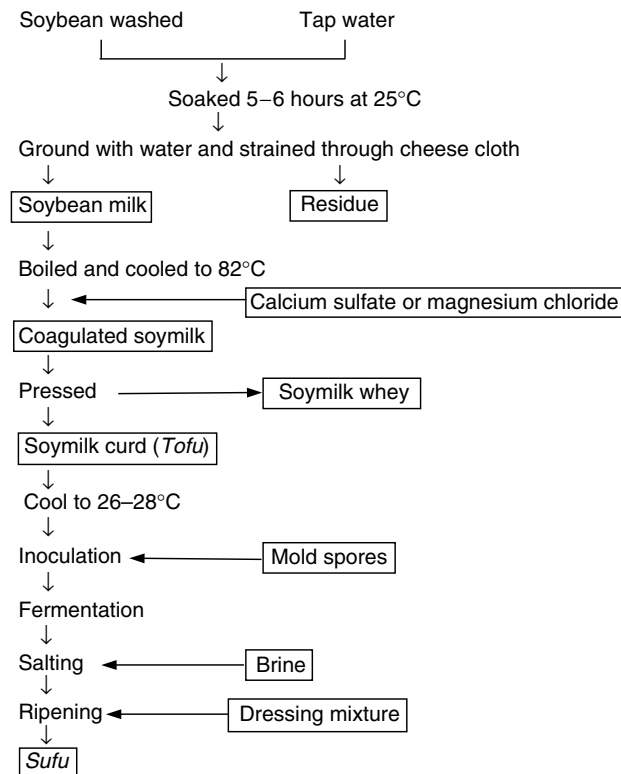 Soybean washed Tap water
Soaked 5–6 hours at 25°C
Ground with water and strained through cheese cloth
Soybean milk Residue
Boiled and cooled to 82°C
Calcium sulfate or magnesium chloride
Coagulated soymilk
Pressed Soymilk whey
Soymilk curd (Tofu)
Cool to 26–28°C
Inoculation Mold spores
Fermentation
Salting Brine
Ripening Dressing mixture
Sufu